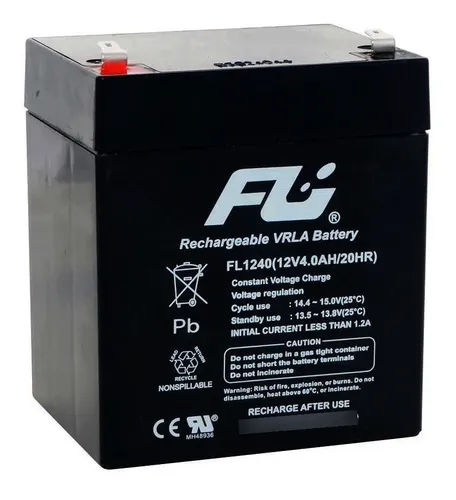 FLi®
Rechargeable VRLA Battery
FL1240(12V4.0AH/20HR)
Constant Voltage Charge
Voltage regulation
Cycle use : 14.4 ~ 15.0V(25°C)
Standby use : 13.5 ~ 13.8V(25°C)
INITIAL CURRENT LESS THAN 1.2A
Pb
CAUTION
Do not charge in a gas tight container
Do not short the battery terminals
Do not incinerate
LEAD
RETURN
RECYCLE
NONSPILLABLE
Warning: Risk of fire, explosion, or burns. Do not
disassemble, heat above 60°C, or incinerate.
RECHARGE AFTER USE
CE
MH48936